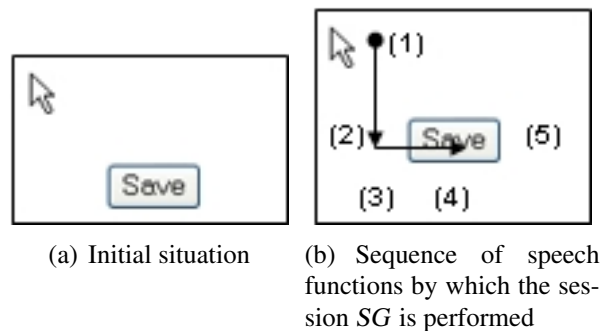 Save
(1)
(2) Save (5)
(3) (4)
(a) Initial situation
(b) Sequence of speech
functions by which the ses-
sion SG is performed